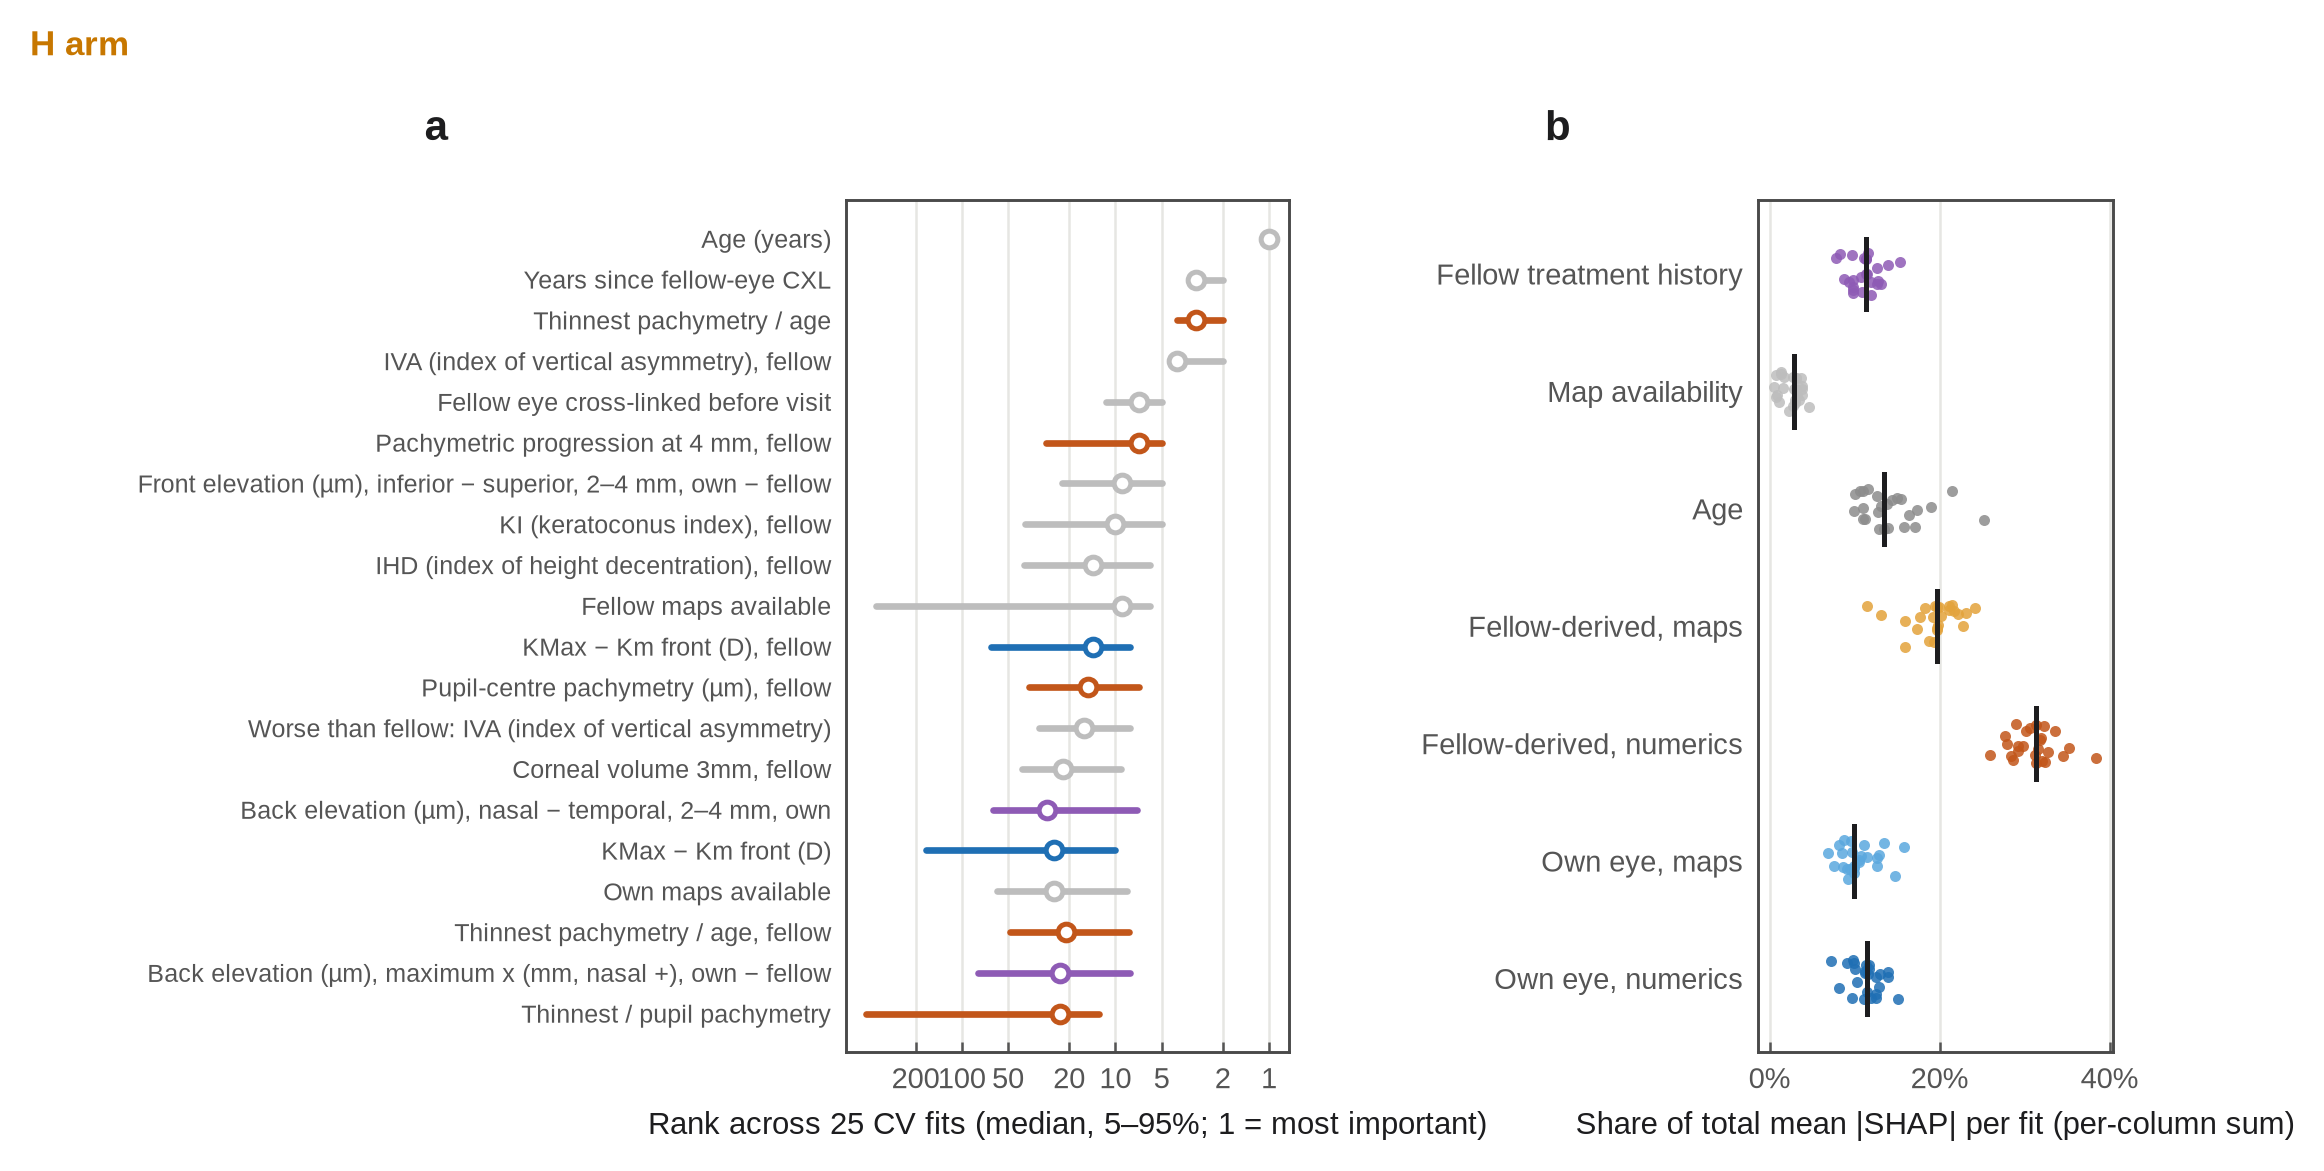 H arm
a
Age (years)
Years since fellow-eye CXL
Thinnest pachymetry / age
IVA (index of vertical asymmetry), fellow
Fellow eye cross-linked before visit
Pachymetric progression at 4 mm, fellow
Front elevation (µm), inferior − superior, 2–4 mm, own − fellow
KI (keratoconus index), fellow
IHD (index of height decentration), fellow
Fellow maps available
KMax − Km front (D), fellow
Pupil-centre pachymetry (µm), fellow
Worse than fellow: IVA (index of vertical asymmetry)
Corneal volume 3mm, fellow
Back elevation (µm), nasal − temporal, 2–4 mm, own
KMax − Km front (D)
Own maps available
Thinnest pachymetry / age, fellow
Back elevation (µm), maximum x (mm, nasal +), own − fellow
Thinnest / pupil pachymetry
200 100 50 20 10 5 2 1
Rank across 25 CV fits (median, 5–95%; 1 = most important)
b
Fellow treatment history
Map availability
Age
Fellow-derived, maps
Fellow-derived, numerics
Own eye, maps
Own eye, numerics
0% 20% 40%
Share of total mean |SHAP| per fit (per-column sum)